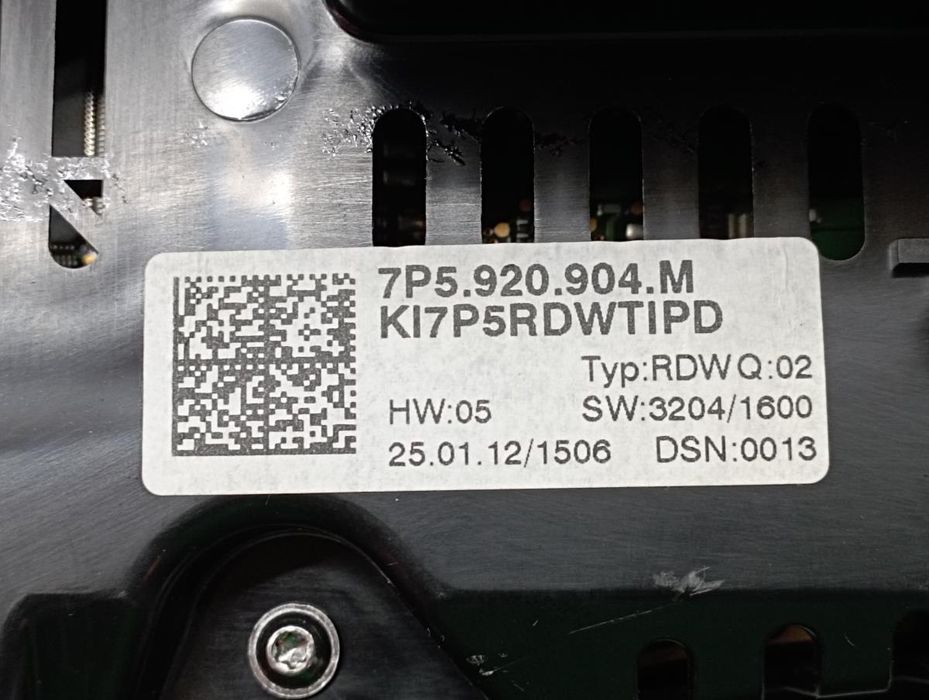 7P5.920.904.M
KI7P5RDWTIPD
Typ:RDW Q:02
HW:05 SW:3204/1600
25.01.12/1506 DSN:0013